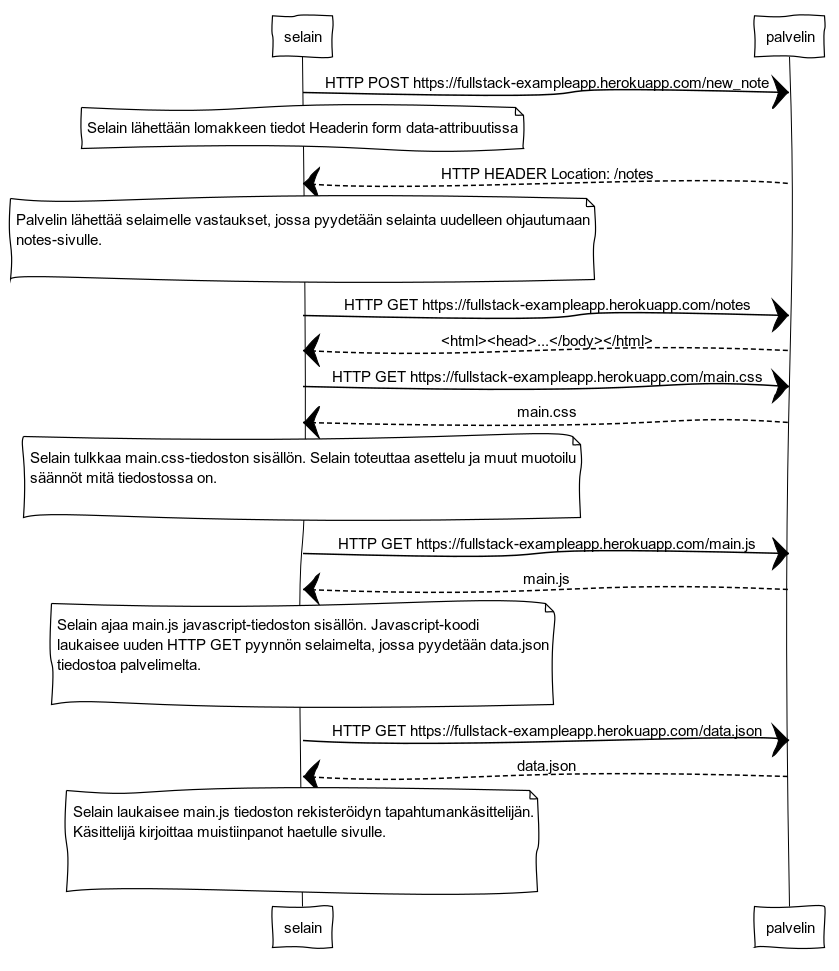 selain
palvelin
HTTP POST https://fullstack-exampleapp.herokuapp.com/new_note
Selain lähettään lomakkeen tiedot Headerin form data-attribuutissa
HTTP HEADER Location: /notes
Palvelin lähettää selaimelle vastaukset, jossa pyydetään selainta uudelleen ohjautumaan
notes-sivulle.
HTTP GET https://fullstack-exampleapp.herokuapp.com/notes
<html><head>...</body></html>
HTTP GET https://fullstack-exampleapp.herokuapp.com/main.css
main.css
Selain tulkkaa main.css-tiedoston sisällön. Selain toteuttaa asettelu ja muut muotoilu
säännöt mitä tiedostossa on.
HTTP GET https://fullstack-exampleapp.herokuapp.com/main.js
main.js
Selain ajaa main.js javascript-tiedoston sisällön. Javascript-koodi
laukaisee uuden HTTP GET pyynnön selaimelta, jossa pyydetään data.json
tiedostoa palvelimelta.
HTTP GET https://fullstack-exampleapp.herokuapp.com/data.json
data.json
Selain laukaisee main.js tiedoston rekisteröidyn tapahtumankäsittelijän.
Käsittelijä kirjoittaa muistiinpanot haetulle sivulle.
selain
palvelin